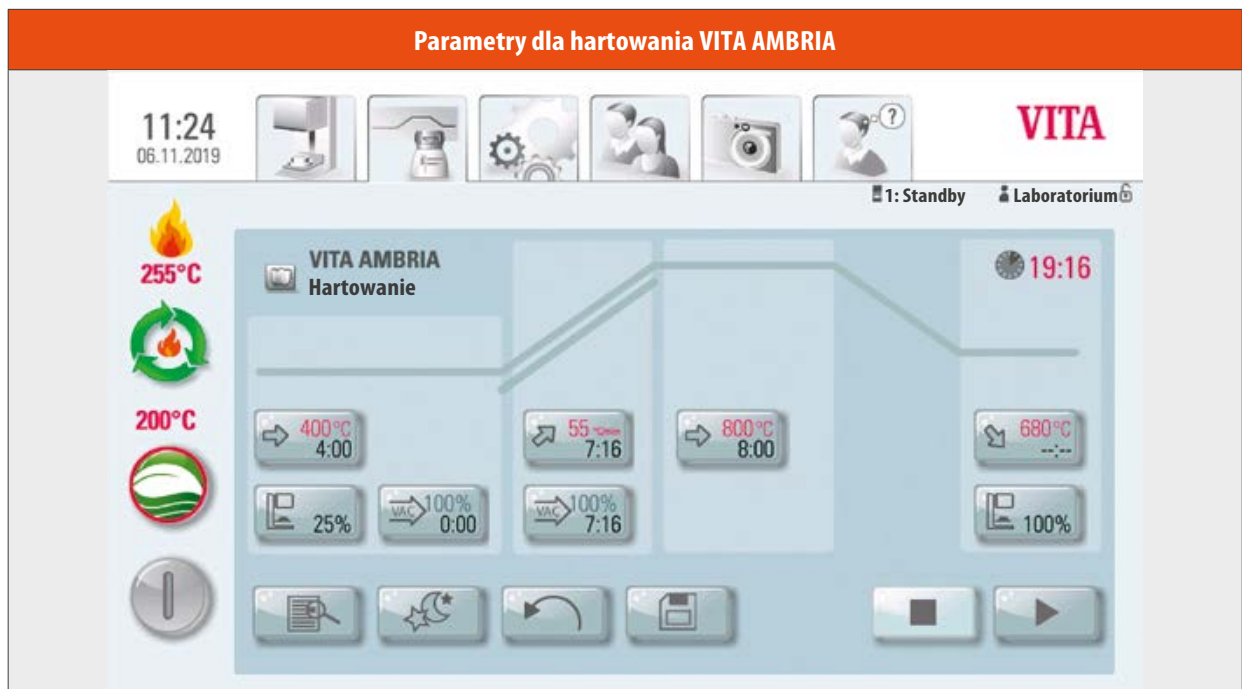 Parametry dla hartowania VITA AMBRIA
11:24
06.11.2019
?
VITA
1: Standby
Laboratorium
255°C
VITA AMBRIA
Hartowanie
19:16
200°C
400°C
4:00
55 °C/min
7:16
800°C
8:00
680°C
--:--
25%
VAC 100%
0:00
VAC 100%
7:16
100%